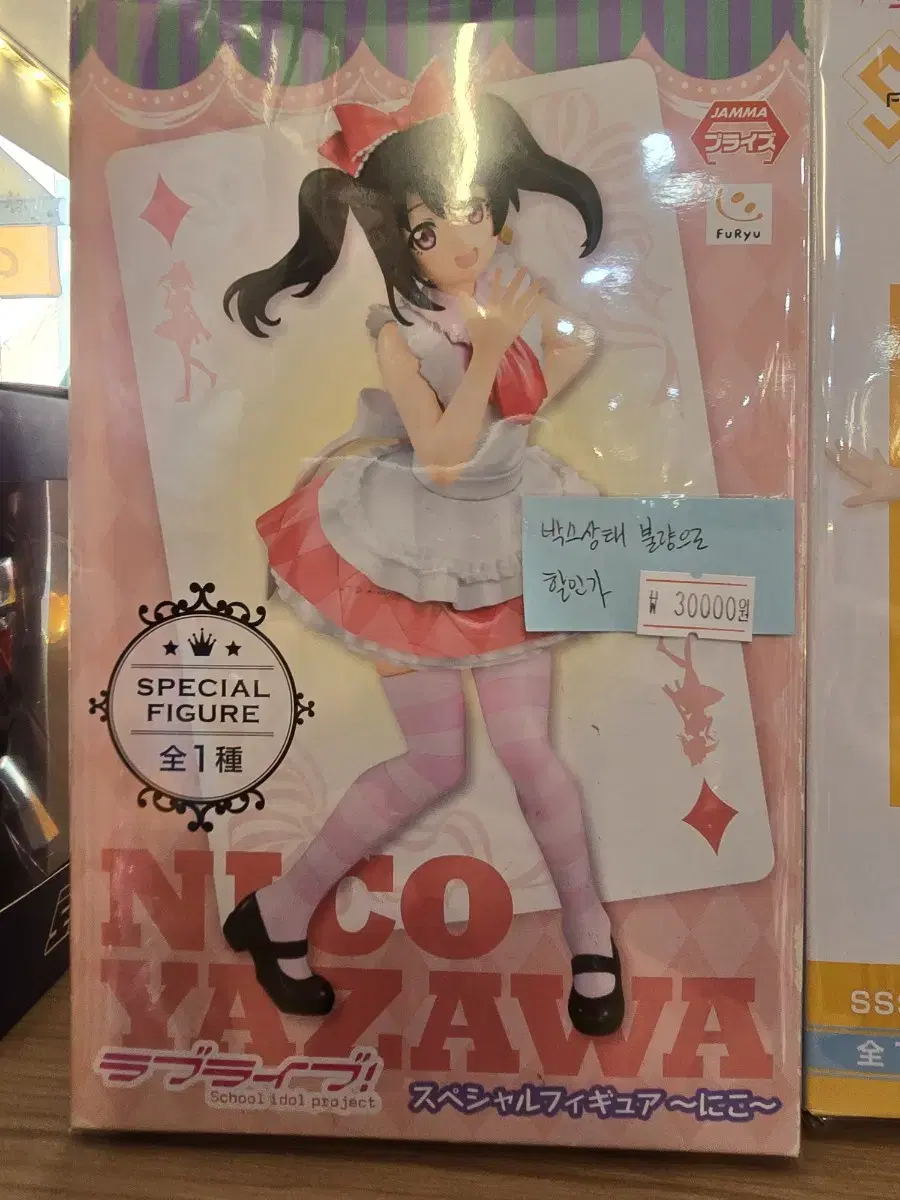 JAMMA
プライズ
FuRyu
박스상태 불량으로
할인가
₩ 30000원
SPECIAL
FIGURE
全1種
NICO
YAZAWA
ラブライブ!
School idol project
スペシャルフィギュア ~にこ~
全